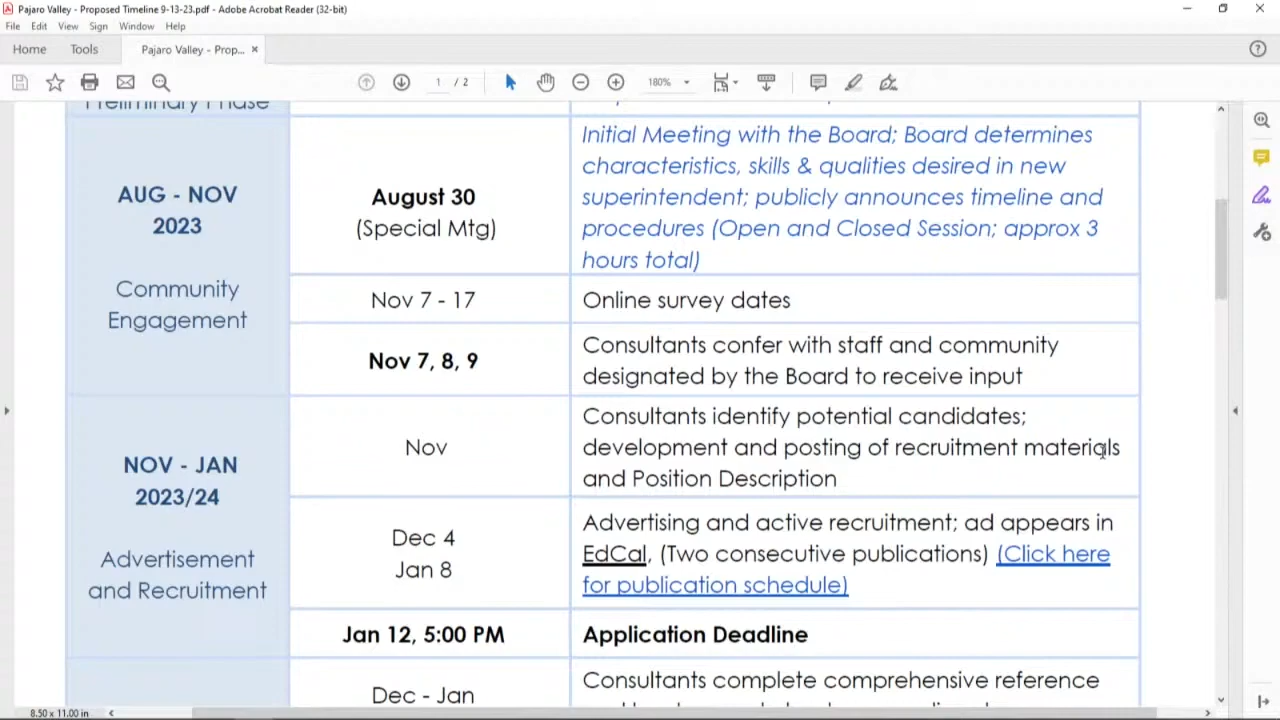 Pajaro Valley - Proposed Timeline 9-13-23.pdf - Adobe Acrobat Reader (32-bit)
File Edit View Sign Window Help
Home Tools Pajaro Valley - Prop...
1 / 2 180%
Preliminary Phase
AUG - NOV
2023
Community
Engagement
August 30
(Special Mtg)
Initial Meeting with the Board; Board determines
characteristics, skills & qualities desired in new
superintendent; publicly announces timeline and
procedures (Open and Closed Session; approx 3
hours total)
Nov 7 - 17
Online survey dates
Nov 7, 8, 9
Consultants confer with staff and community
designated by the Board to receive input
NOV - JAN
2023/24
Advertisement
and Recruitment
Nov
Consultants identify potential candidates;
development and posting of recruitment materials
and Position Description
Dec 4
Jan 8
Advertising and active recruitment; ad appears in
EdCal, (Two consecutive publications) (Click here
for publication schedule)
Jan 12, 5:00 PM
Application Deadline
Dec - Jan
Consultants complete comprehensive reference
8.50 x 11.00 in